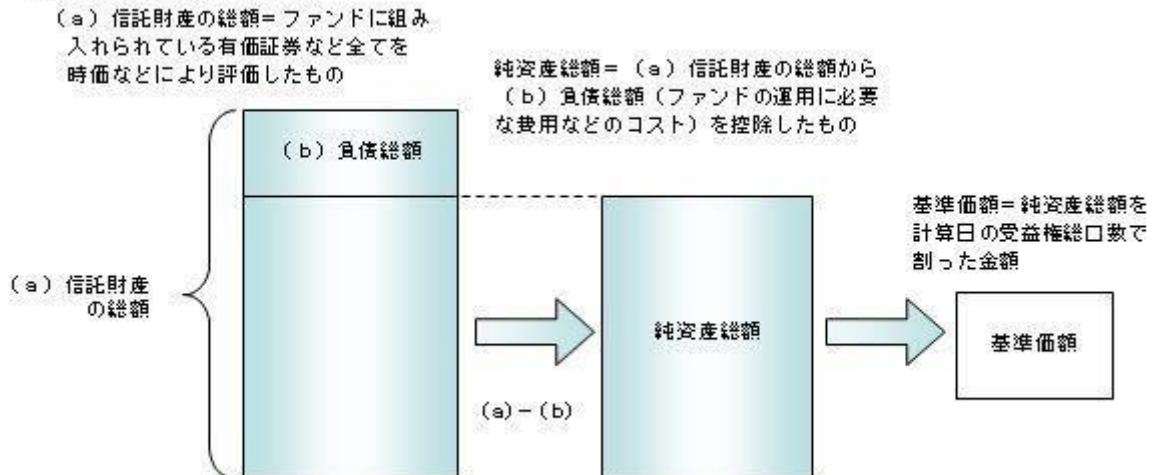 (a)信託財産の総額=ファンドに組み
入れられている有価証券など全てを
時価などにより評価したもの
純資産総額=(a)信託財産の総額から
(b)負債総額(ファンドの運用に必要
な費用などのコスト)を控除したもの
(b)負債総額
基準価額=純資産総額を
計算日の受益権総口数で
割った金額
(a)信託財産
の総額
純資産総額
基準価額
(a)-(b)